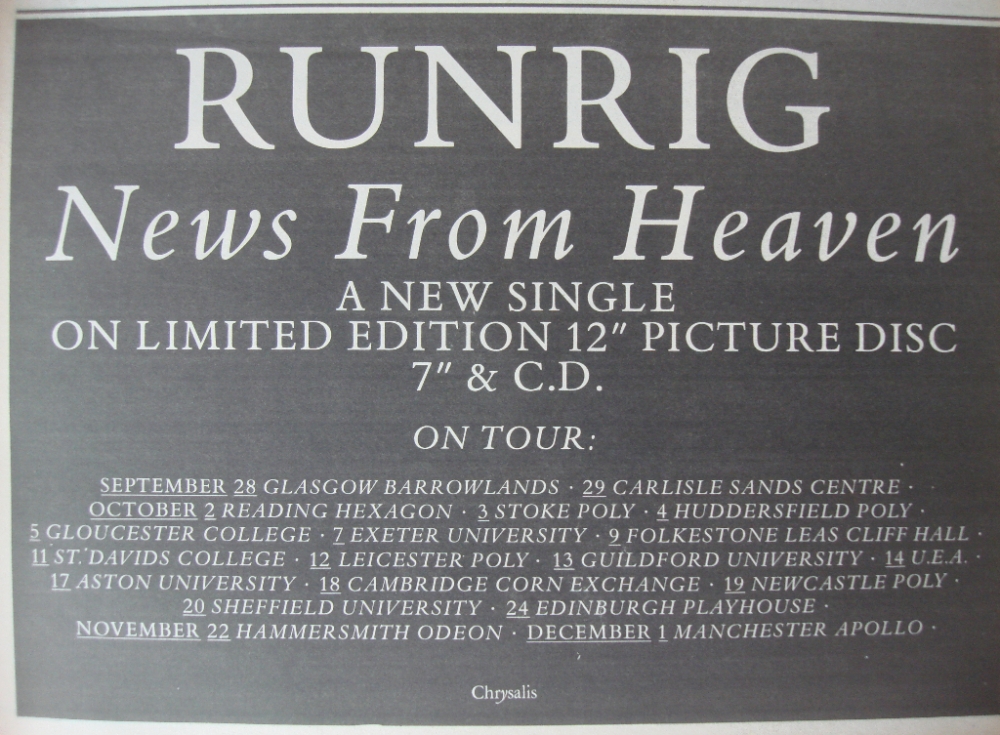 RUNRIG
News From Heaven
A NEW SINGLE
ON LIMITED EDITION 12" PICTURE DISC
7" & C.D.
ON TOUR:
SEPTEMBER 28 GLASGOW BARROWLANDS · 29 CARLISLE SANDS CENTRE ·
OCTOBER 2 READING HEXAGON · 3 STOKE POLY · 4 HUDDERSFIELD POLY ·
5 GLOUCESTER COLLEGE · 7 EXETER UNIVERSITY · 9 FOLKESTONE LEAS CLIFF HALL ·
11 ST. DAVIDS COLLEGE · 12 LEICESTER POLY · 13 GUILDFORD UNIVERSITY · 14 U.E.A. ·
17 ASTON UNIVERSITY · 18 CAMBRIDGE CORN EXCHANGE · 19 NEWCASTLE POLY ·
20 SHEFFIELD UNIVERSITY · 24 EDINBURGH PLAYHOUSE ·
NOVEMBER 22 HAMMERSMITH ODEON · DECEMBER 1 MANCHESTER APOLLO ·
Chrysalis